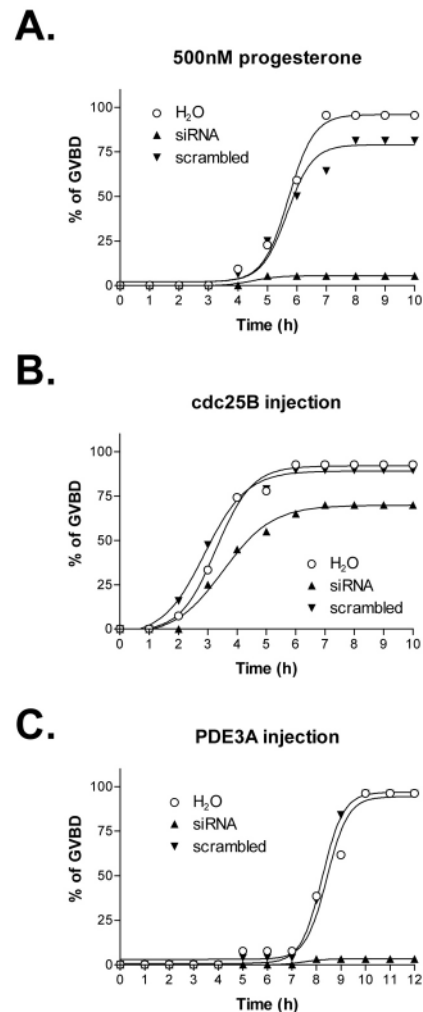 A.
500nM progesterone
% of GVBD
100
75
50
25
0
H₂O
siRNA
scrambled
0 1 2 3 4 5 6 7 8 9 10
Time (h)
B.
cdc25B injection
% of GVBD
100
75
50
25
0
H₂O
siRNA
scrambled
0 1 2 3 4 5 6 7 8 9 10
Time (h)
C.
PDE3A injection
% of GVBD
100
75
50
25
0
H₂O
siRNA
scrambled
0 1 2 3 4 5 6 7 8 9 10 11 12
Time (h)